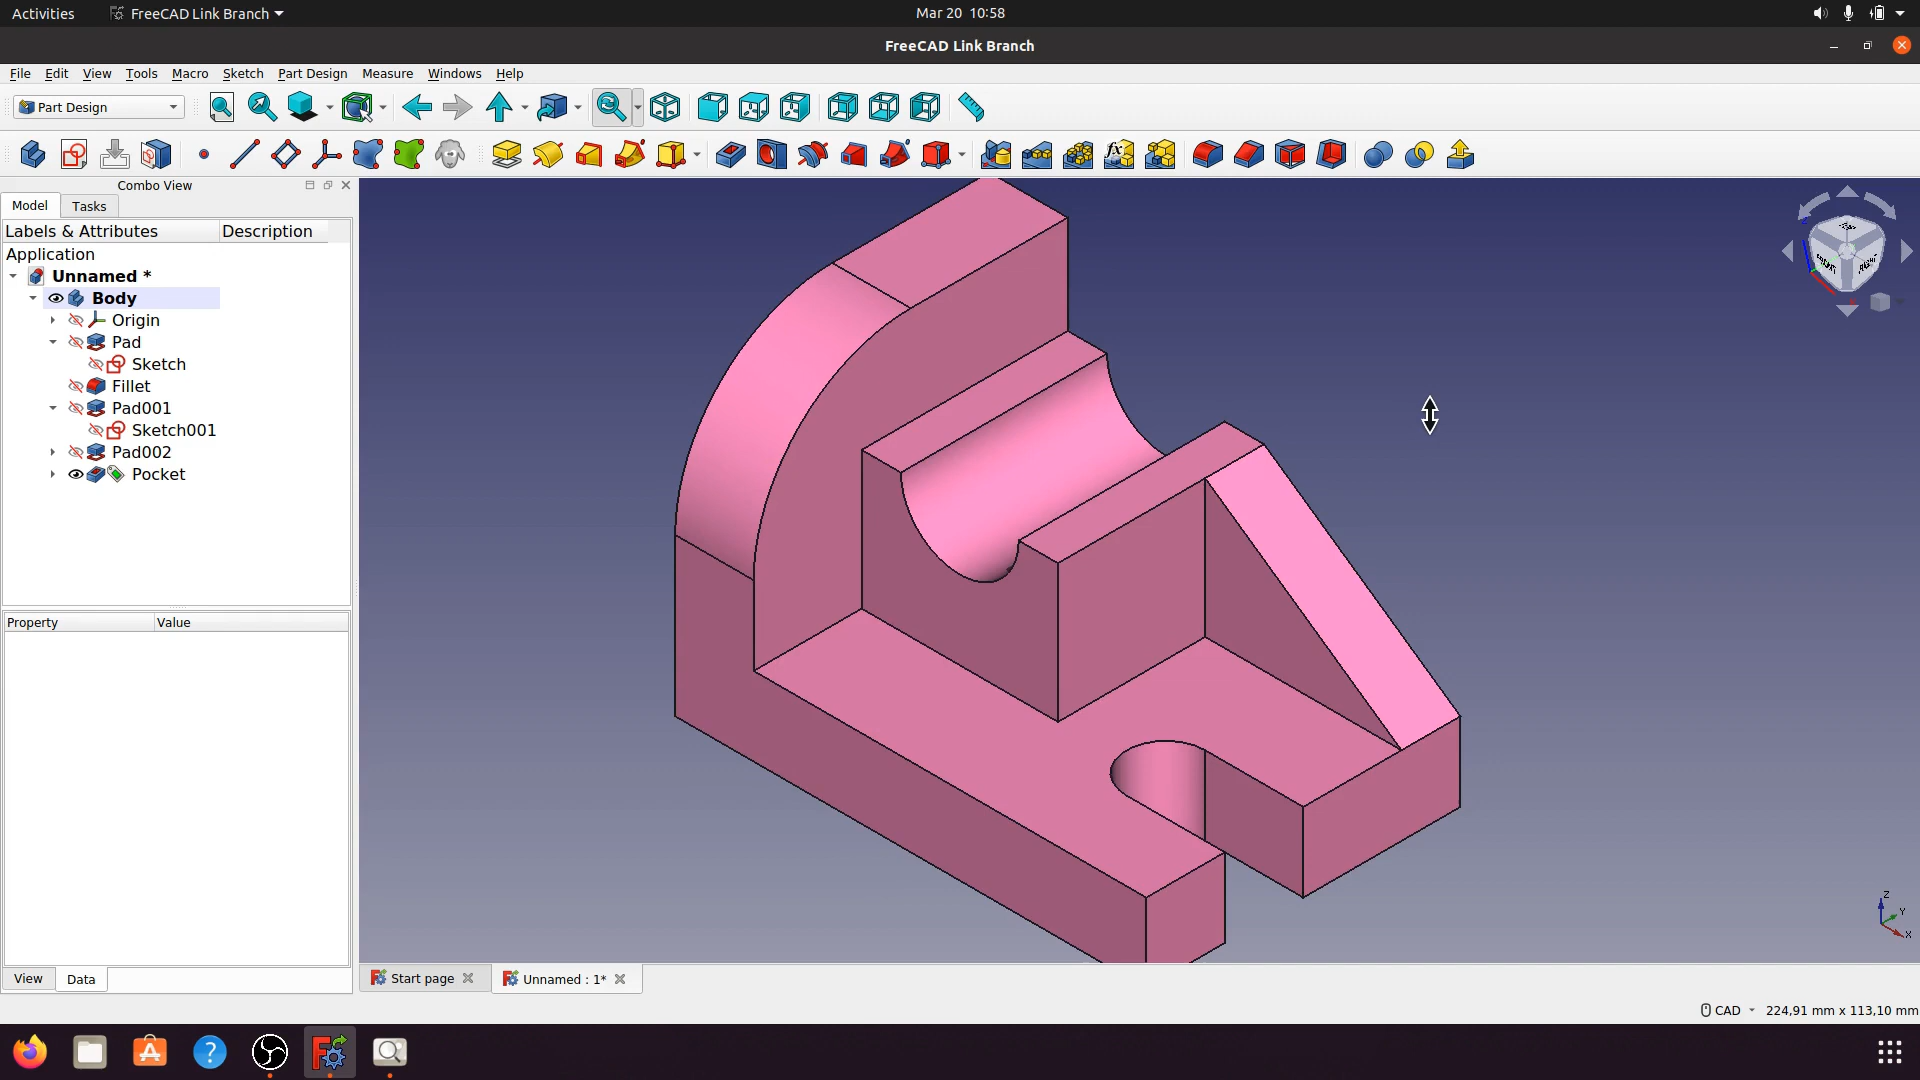 Activities FreeCAD Link Branch Mar 20 10:58
FreeCAD Link Branch
File Edit View Tools Macro Sketch Part Design Measure Windows Help
Part Design
Combo View
Model Tasks
Labels & Attributes Description
Application
Unnamed *
Body
Origin
Pad
Sketch
Fillet
Pad001
Sketch001
Pad002
Pocket
Property Value
View Data
Start page Unnamed : 1*
Z
Y
X
CAD 224,91 mm x 113,10 mm